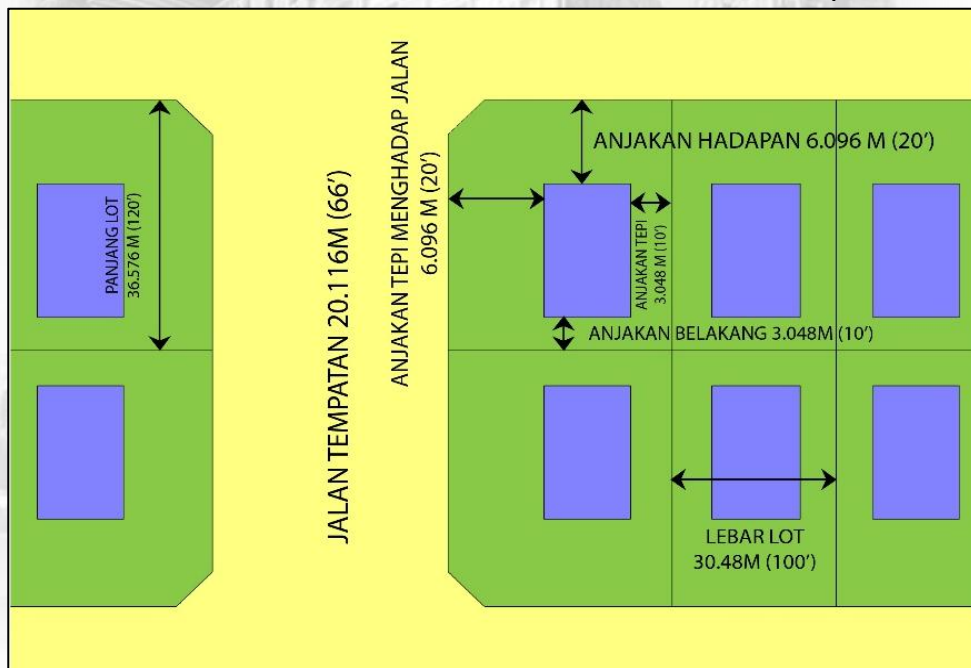 PANJANG LOT
36.576 M (120')
JALAN TEMPATAN 20.116M (66')
ANJAKAN TEPI MENGHADAP JALAN
6.096 M (20')
ANJAKAN HADAPAN 6.096 M (20')
ANJAKAN TEPI
3.048 M (10')
ANJAKAN BELAKANG 3.048M (10')
LEBAR LOT
30.48M (100')